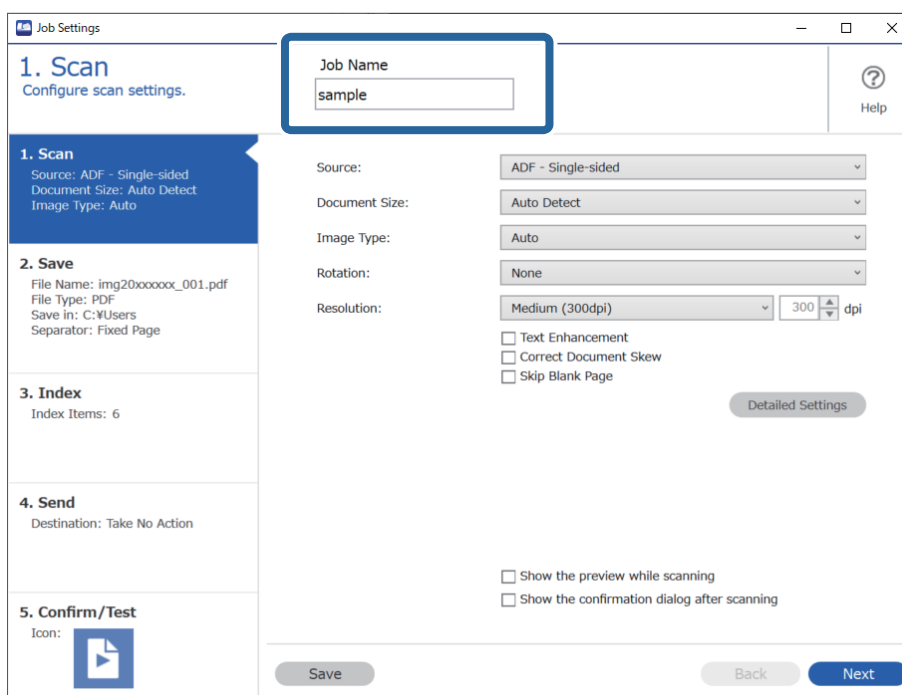 Job Settings
1. Scan
Configure scan settings.
Job Name
sample
Help
1. Scan
Source: ADF - Single-sided
Document Size: Auto Detect
Image Type: Auto
2. Save
File Name: img20xxxxxx_001.pdf
File Type: PDF
Save in: C:¥Users
Separator: Fixed Page
3. Index
Index Items: 6
4. Send
Destination: Take No Action
5. Confirm/Test
Icon:
Source: ADF - Single-sided
Document Size: Auto Detect
Image Type: Auto
Rotation: None
Resolution: Medium (300dpi) 300 dpi
Text Enhancement
Correct Document Skew
Skip Blank Page
Detailed Settings
Show the preview while scanning
Show the confirmation dialog after scanning
Save Back Next